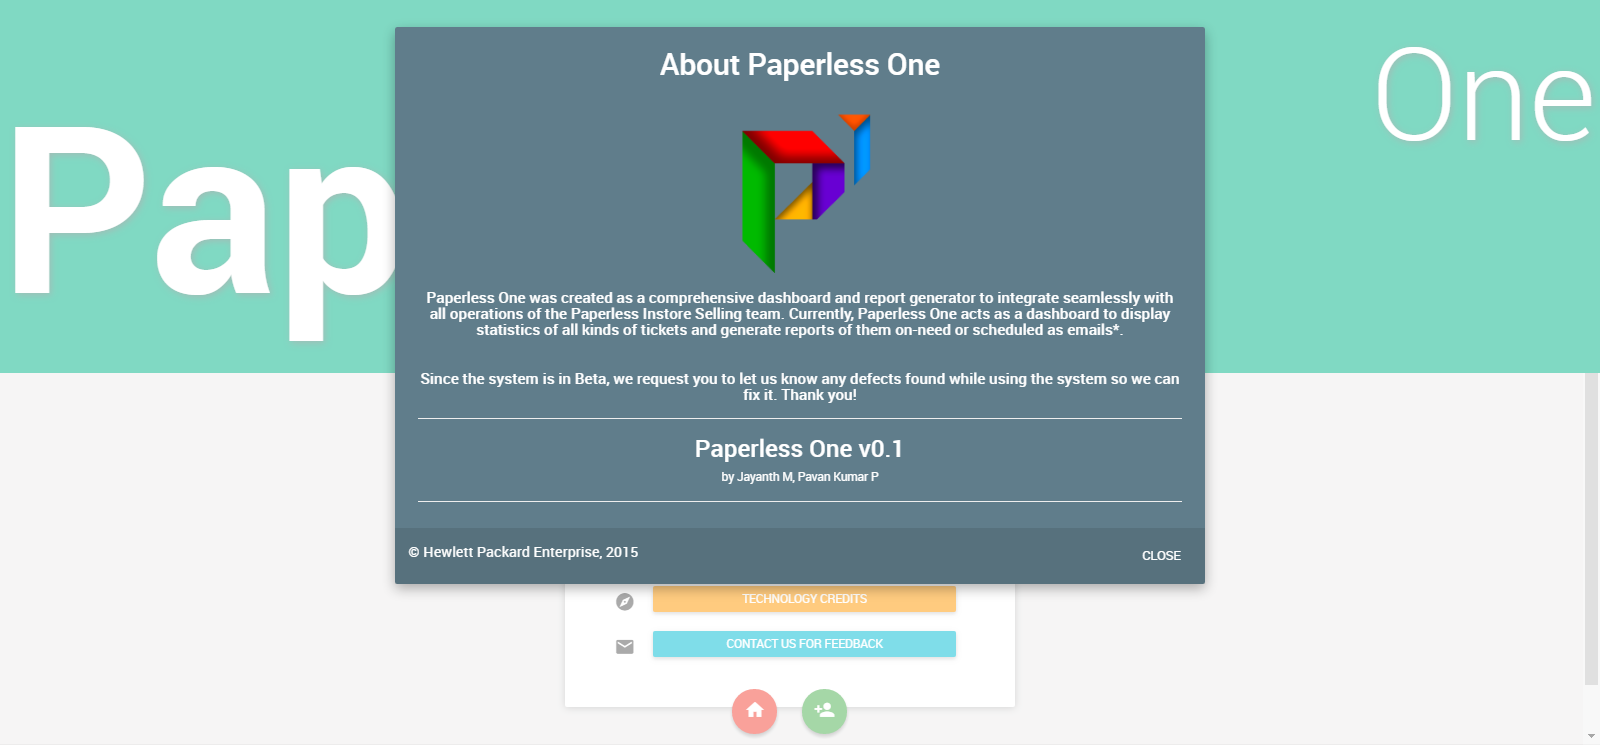 About Paperless One
One
Pap
Paperless One was created as a comprehensive dashboard and report generator to integrate seamlessly with
all operations of the Paperless Instore Selling team. Currently, Paperless One acts as a dashboard to display
statistics of all kinds of tickets and generate reports of them on-need or scheduled as emails*.
Since the system is in Beta, we request you to let us know any defects found while using the system so we can
fix it. Thank you!
Paperless One v0.1
by Jayanth M, Pavan Kumar P
© Hewlett Packard Enterprise, 2015
CLOSE
TECHNOLOGY CREDITS
CONTACT US FOR FEEDBACK